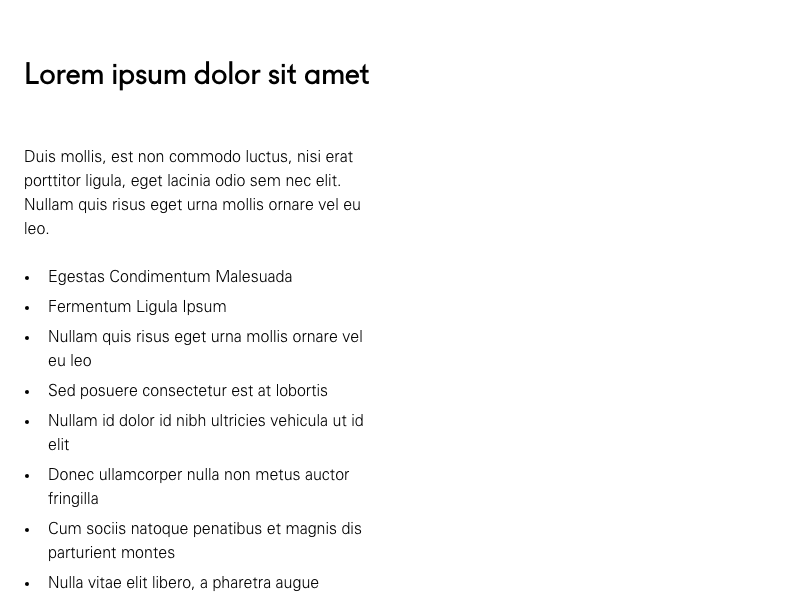 Lorem ipsum dolor sit amet
Duis mollis, est non commodo luctus, nisi erat
porttitor ligula, eget lacinia odio sem nec elit.
Nullam quis risus eget urna mollis ornare vel eu
leo.
• Egestas Condimentum Malesuada
• Fermentum Ligula Ipsum
• Nullam quis risus eget urna mollis ornare vel
eu leo
• Sed posuere consectetur est at lobortis
• Nullam id dolor id nibh ultricies vehicula ut id
elit
• Donec ullamcorper nulla non metus auctor
fringilla
• Cum sociis natoque penatibus et magnis dis
parturient montes
• Nulla vitae elit libero, a pharetra augue